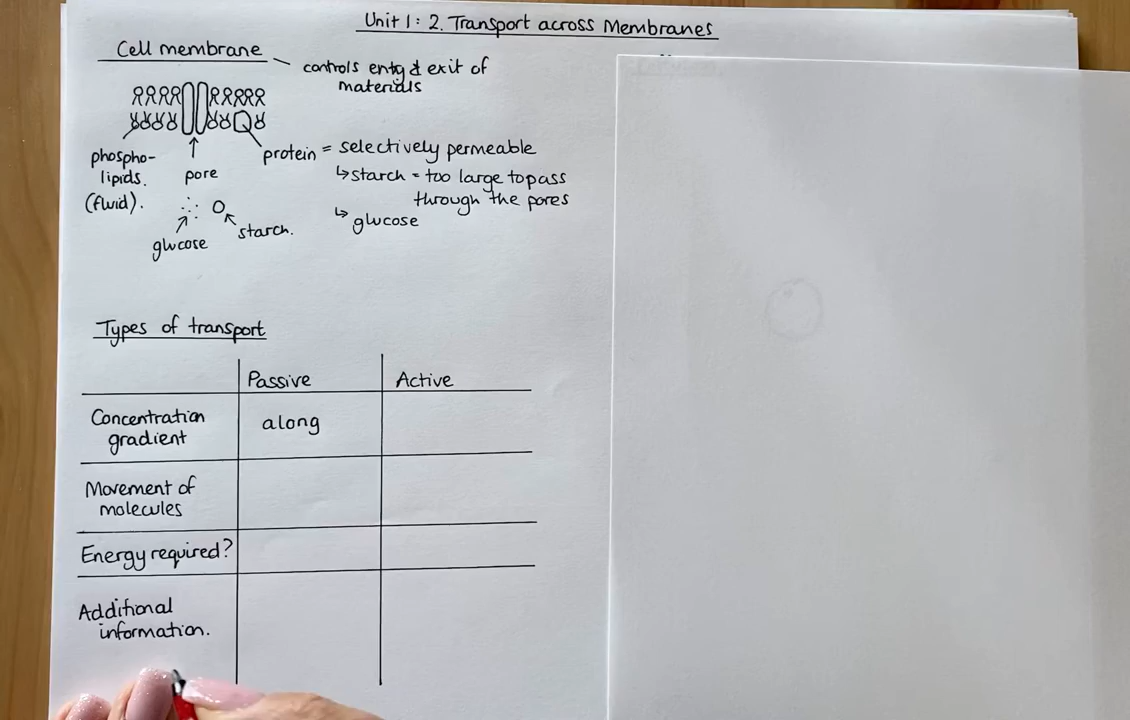 Unit 1: 2. Transport across Membranes
Cell membrane
controls entry & exit of
materials
phospho-
lipids.
(fluid).
pore
protein = selectively permeable
↳ starch = too large to pass
through the pores
↳ glucose
glucose
starch.
Types of transport
Passive
Active
Concentration
gradient
along
Movement of
molecules
Energy required?
Additional
information.